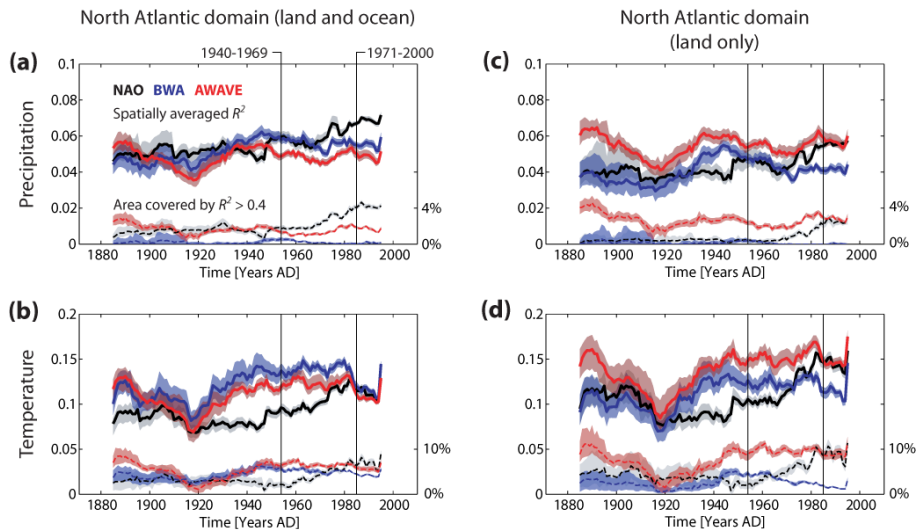 North Atlantic domain (land and ocean)
North Atlantic domain
(land only)
(a)
1940-1969
1971-2000
(c)
0.1
0.08
0.06
0.04
0.02
0
Precipitation
NAO BWA AWAVE
Spatially averaged R²
Area covered by R² > 0.4
4%
0%
1880 1900 1920 1940 1960 1980 2000
Time [Years AD]
0.1
0.08
0.06
0.04
0.02
0
4%
0%
1880 1900 1920 1940 1960 1980 2000
Time [Years AD]
(b)
0.2
0.15
0.1
0.05
0
Temperature
10%
0%
1880 1900 1920 1940 1960 1980 2000
Time [Years AD]
(d)
0.2
0.15
0.1
0.05
0
10%
0%
1880 1900 1920 1940 1960 1980 2000
Time [Years AD]